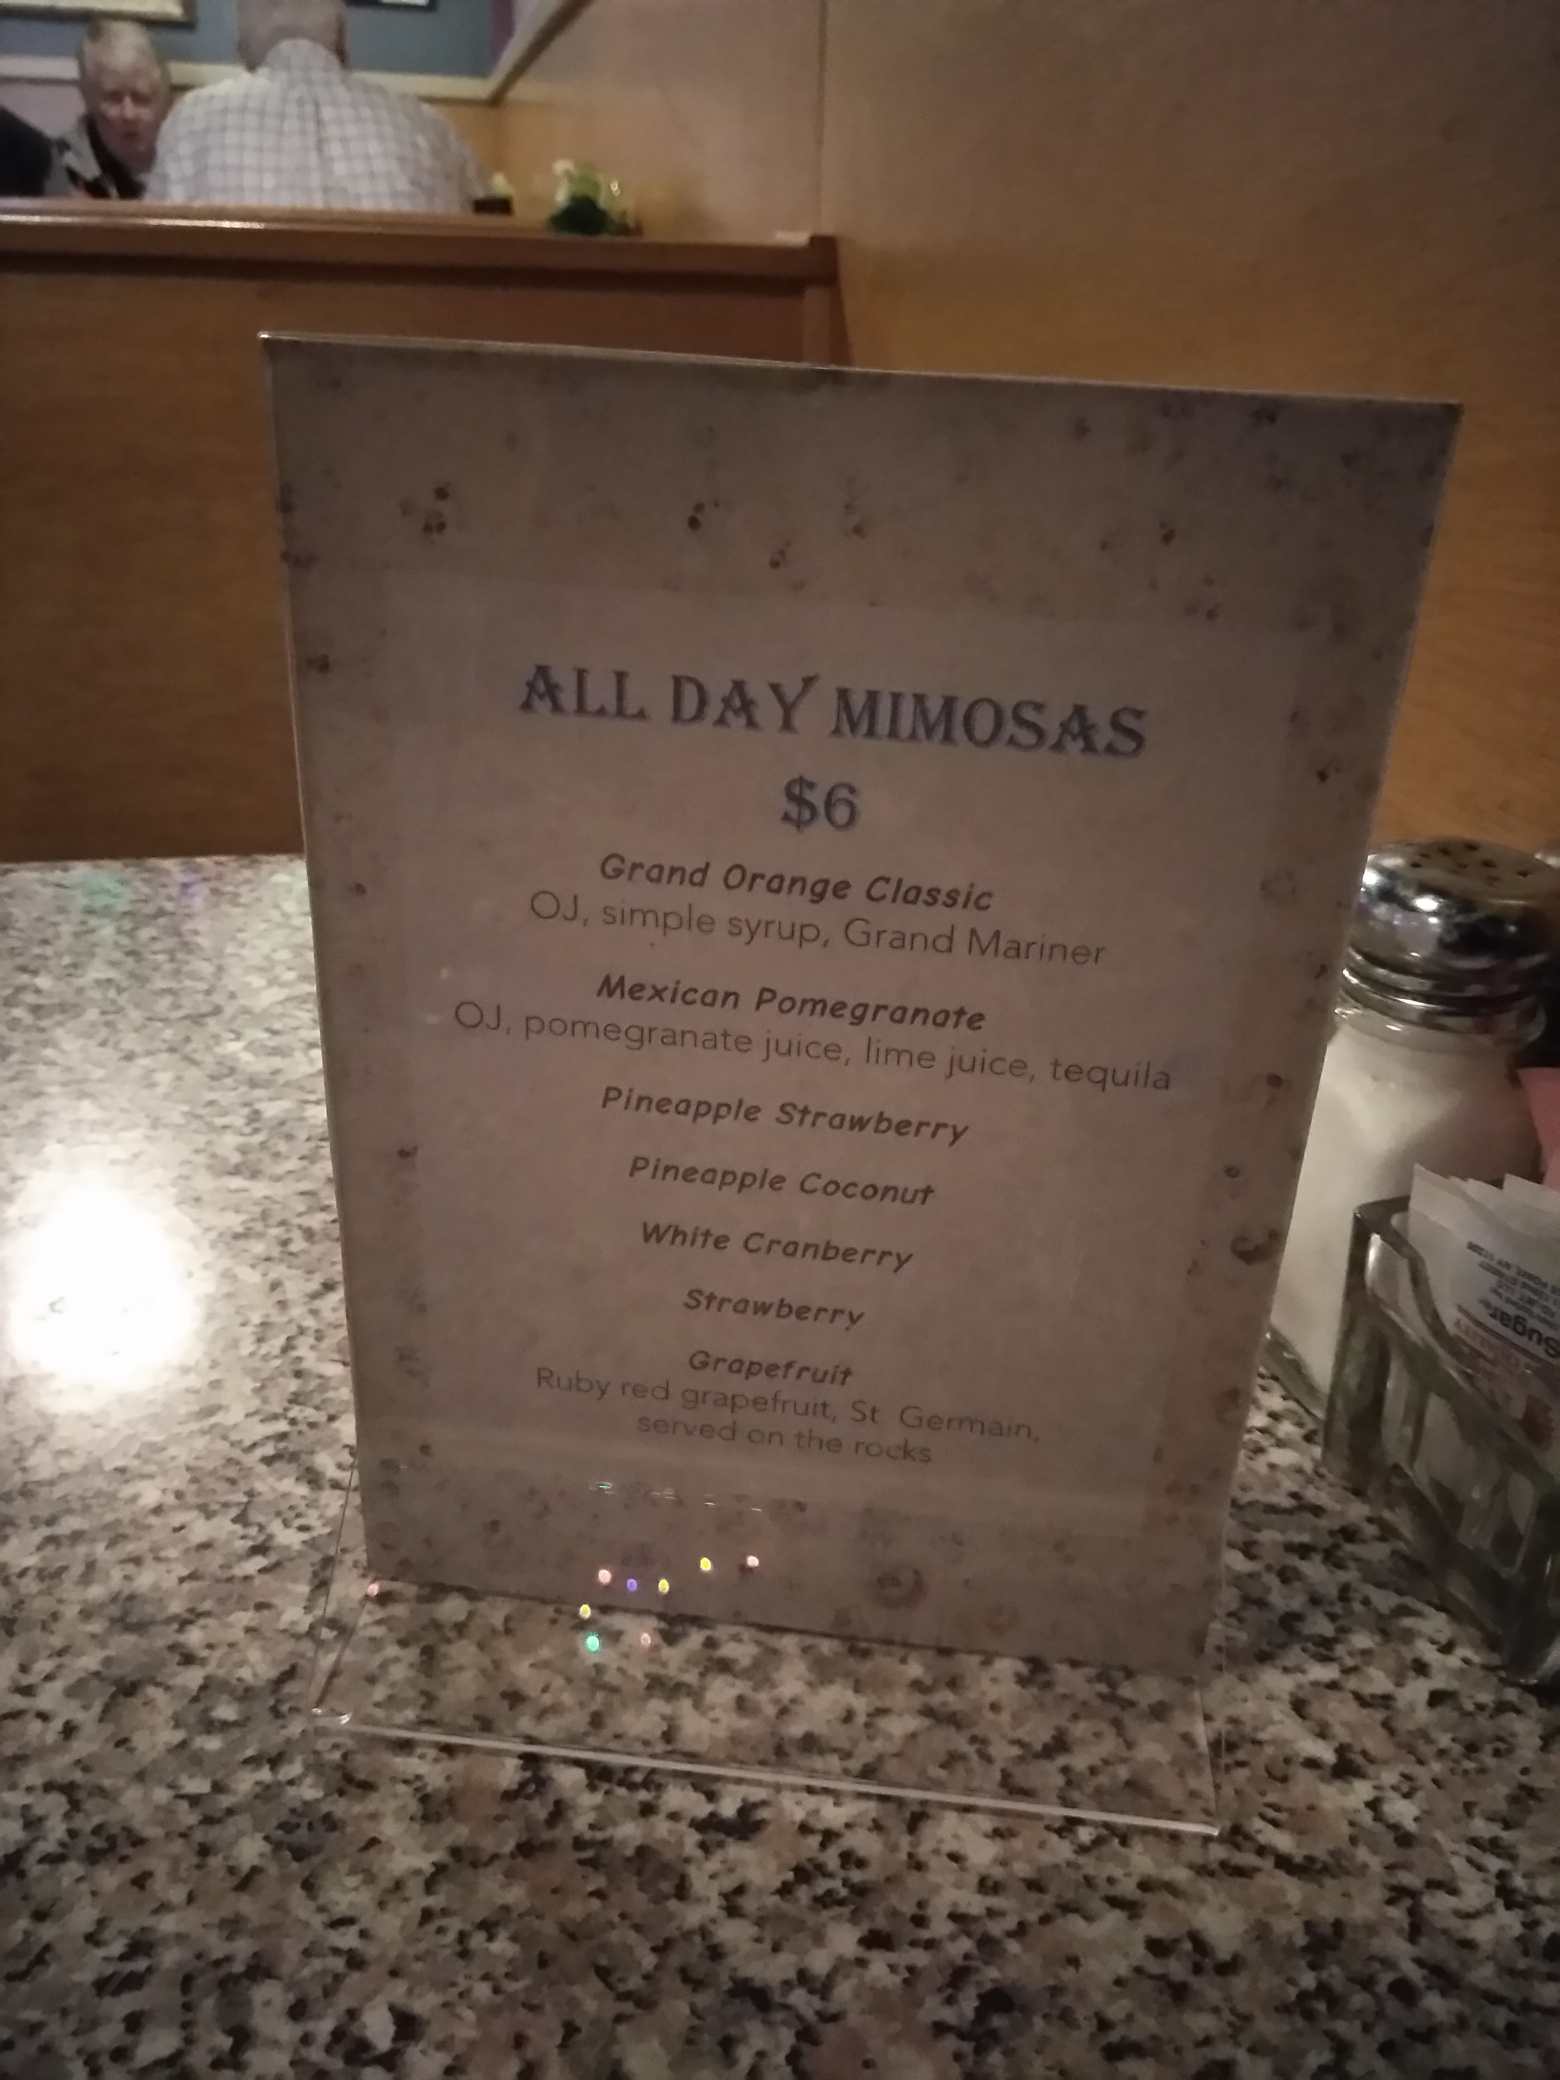 ALL DAY MIMOSAS
$6
Grand Orange Classic
OJ, simple syrup, Grand Mariner
Mexican Pomegranate
OJ, pomegranate juice, lime juice, tequila
Pineapple Strawberry
Pineapple Coconut
White Cranberry
Strawberry
Grapefruit
Ruby red grapefruit, St Germain,
served on the rocks
Sugar